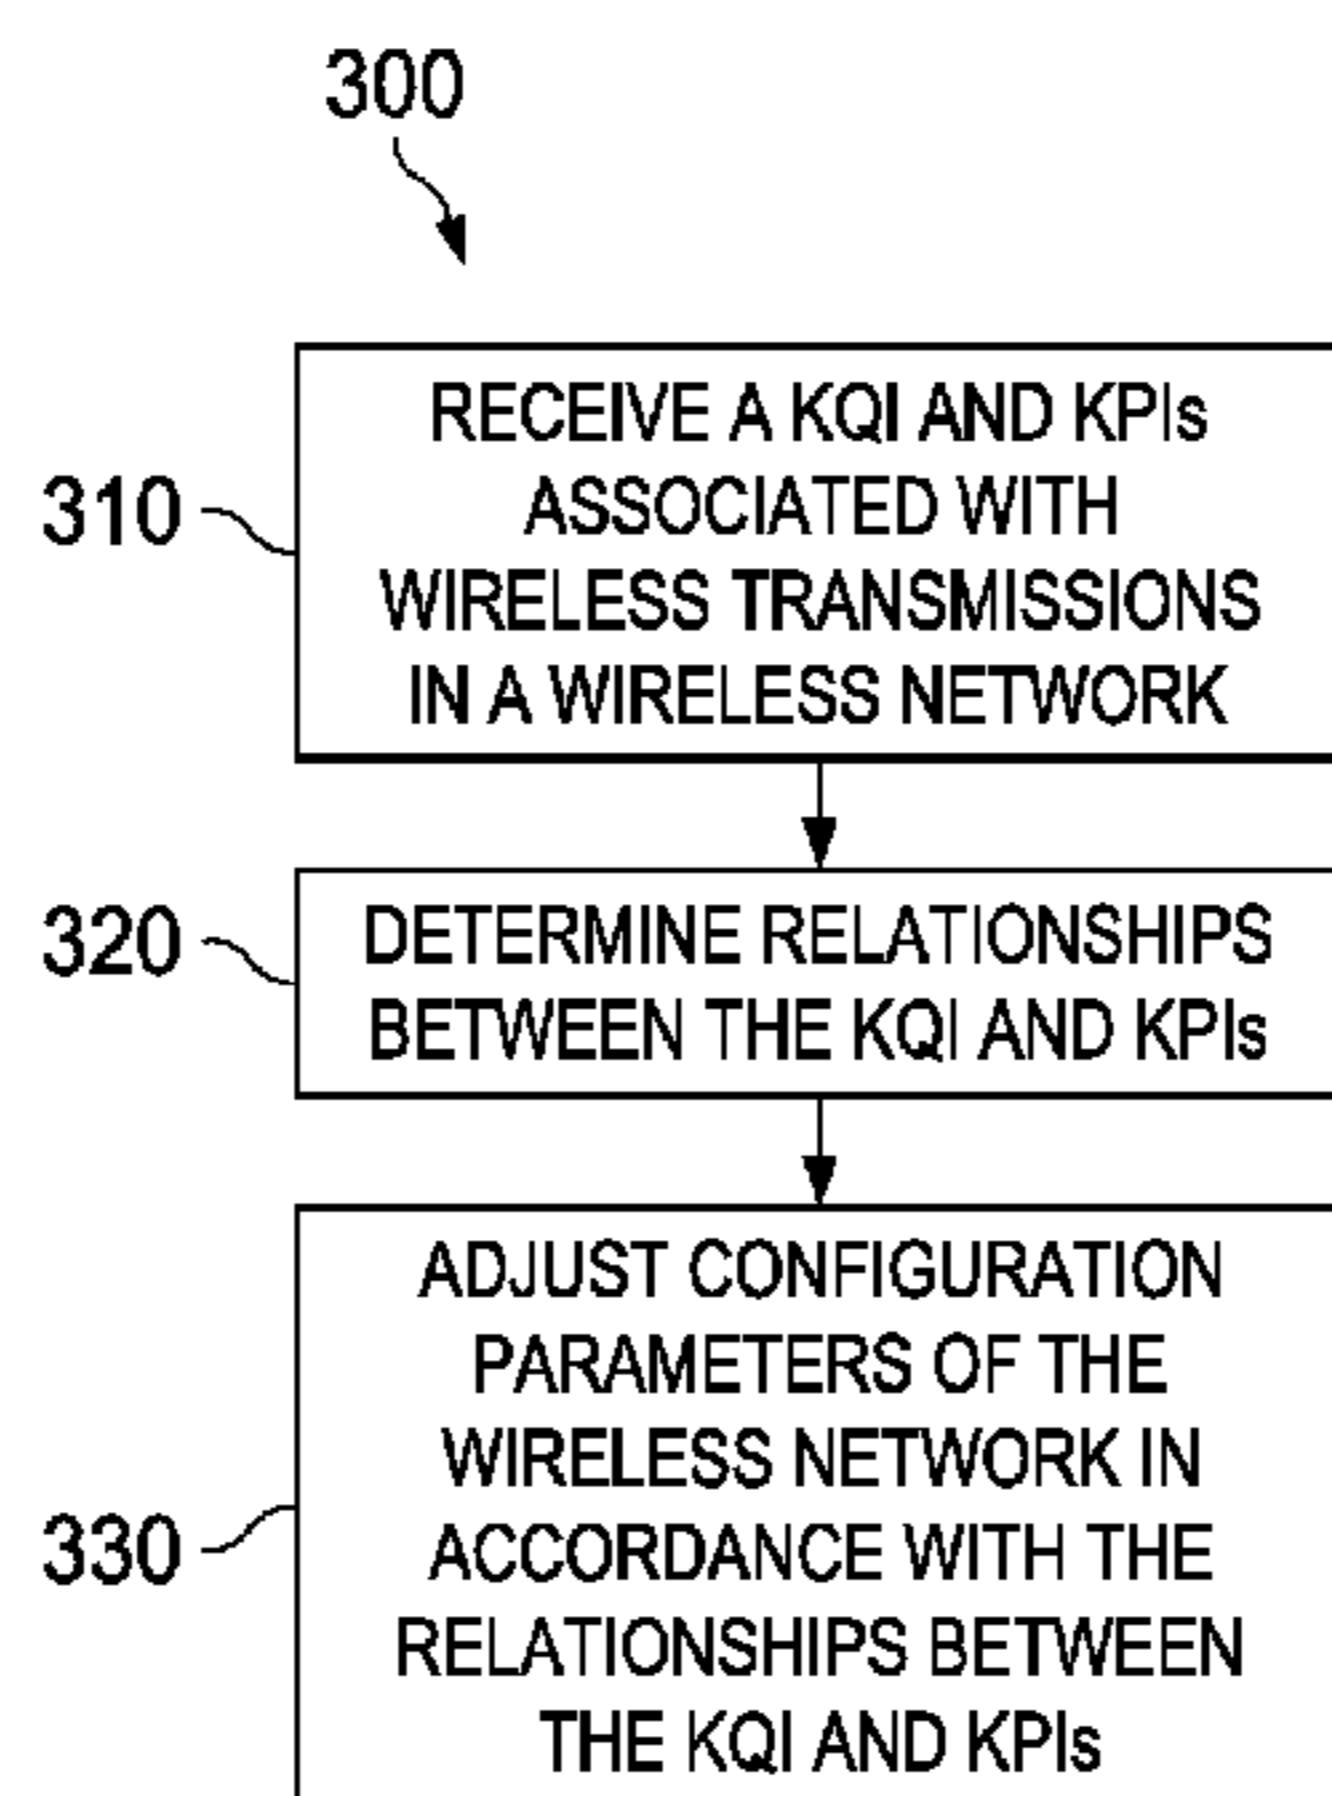 300
310
RECEIVE A KQI AND KPIs
ASSOCIATED WITH
WIRELESS TRANSMISSIONS
IN A WIRELESS NETWORK
320
DETERMINE RELATIONSHIPS
BETWEEN THE KQI AND KPIs
330
ADJUST CONFIGURATION
PARAMETERS OF THE
WIRELESS NETWORK IN
ACCORDANCE WITH THE
RELATIONSHIPS BETWEEN
THE KQI AND KPIs